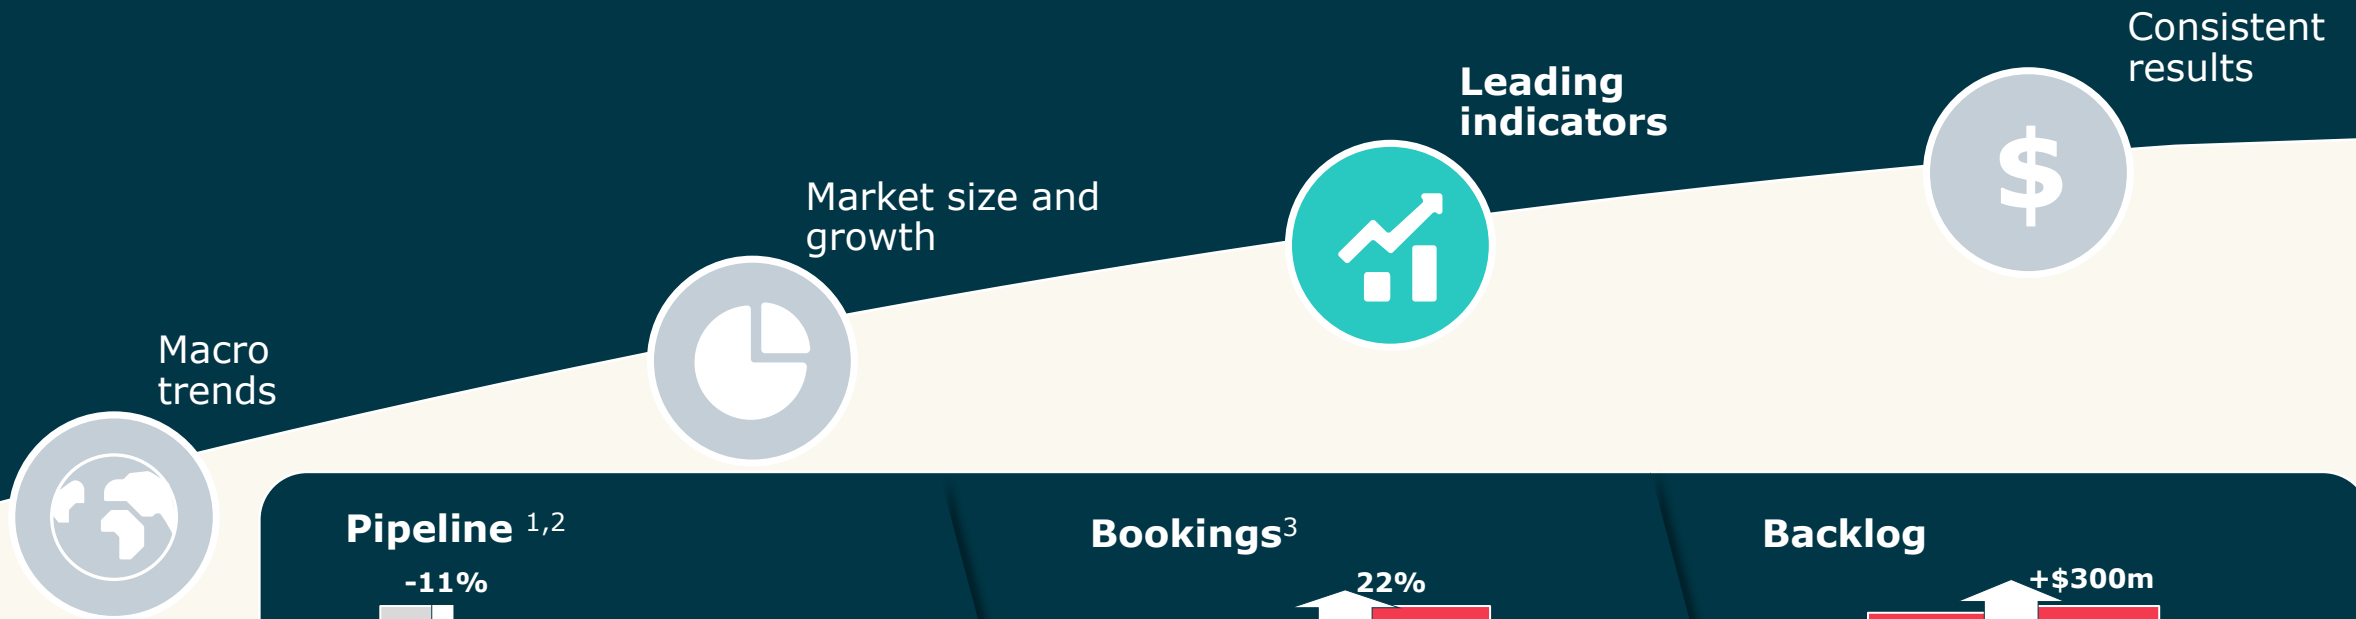 Consistent
results
Leading
indicators
$
Market size and
growth
Macro
trends
Pipeline 1,2
Bookings3
Backlog
-11%
22%
+$300m